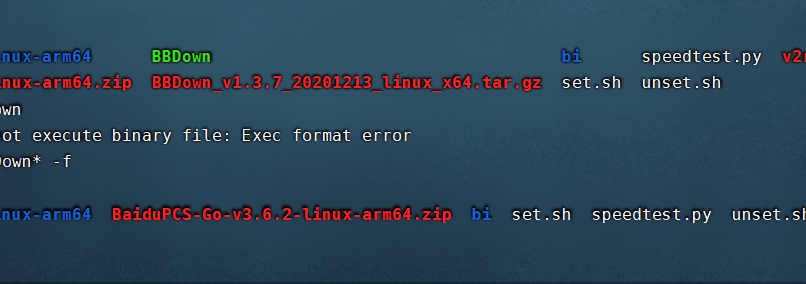 nux-arm64 BBDown bi speedtest.py
nux-arm64.zip BBDown_v1.3.7_20201213_linux_x64.tar.gz set.sh unset.sh
own
ot execute binary file: Exec format error
own* -f
nux-arm64 BaiduPCS-Go-v3.6.2-linux-arm64.zip bi set.sh speedtest.py unset.sh